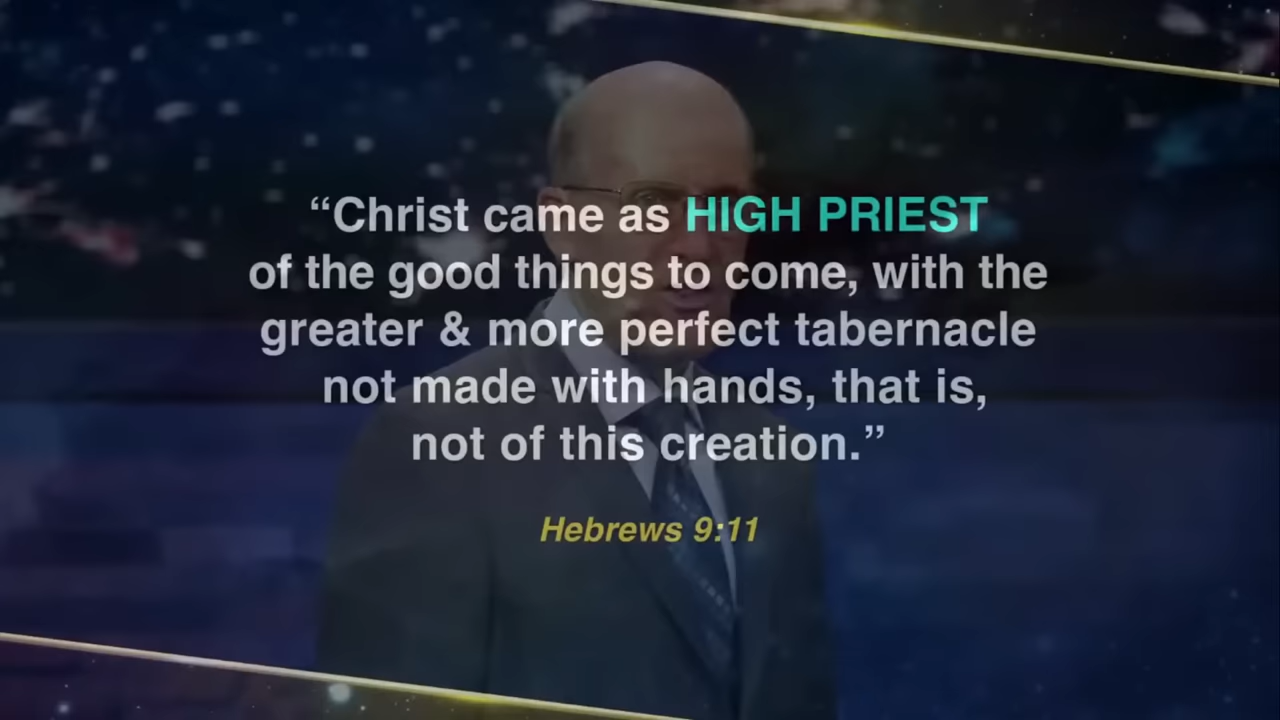 “Christ came as HIGH PRIEST
of the good things to come, with the
greater & more perfect tabernacle
not made with hands, that is,
not of this creation.”
Hebrews 9:11